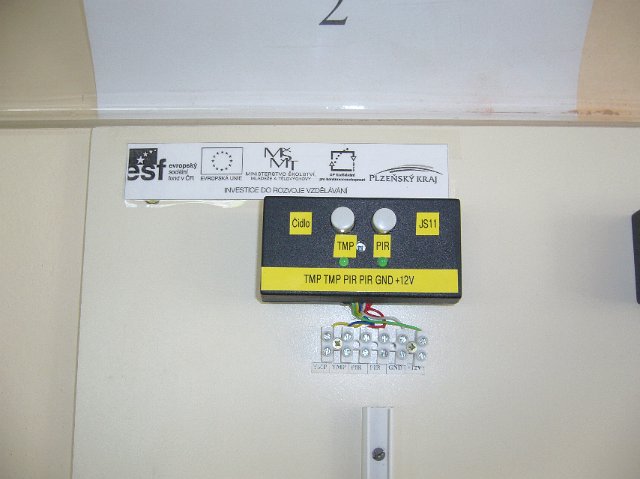 2
esf
evropský
sociální
fond v ČR
EVROPSKÁ UNIE
MŠMT
MINISTERSTVO ŠKOLSTVÍ,
MLÁDEŽE A TĚLOVÝCHOVY
PLZEŇSKÝ KRAJ
INVESTICE DO ROZVOJE VZDĚLÁVÁNÍ
Čidlo
JS11
TMP
PIR
TMP TMP PIR PIR GND +12V
TMP TMP PIR PIR GND +12V